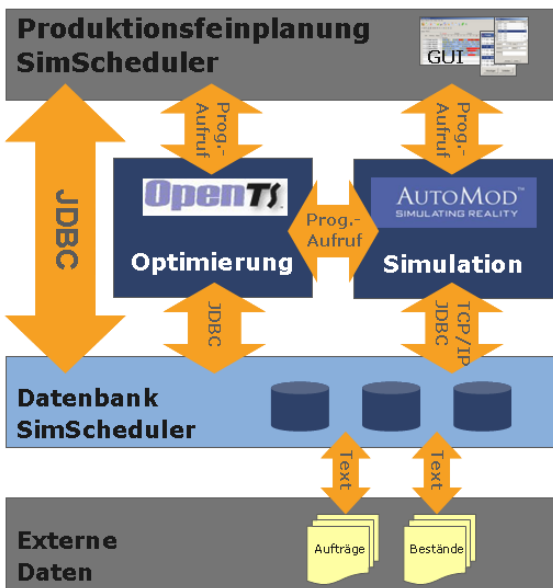 Produktionsfeinplanung
SimScheduler
GUI
Prog.-
Aufruf
Prog.-
Aufruf
JDBC
OpenTS
Optimierung
Prog.-
Aufruf
AUTOMOD™
SIMULATING REALITY
Simulation
JDBC
TCP/IP
JDBC
Datenbank
SimScheduler
Text
Text
Externe
Daten
Aufträge
Bestände